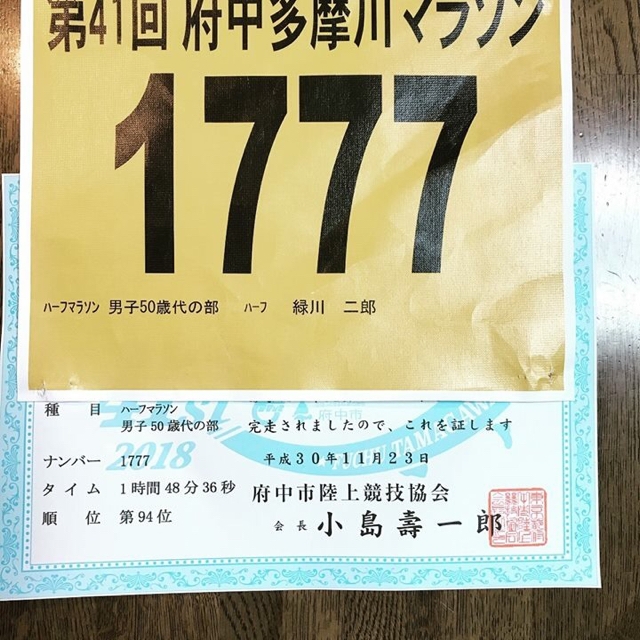 第41回 府中多摩川マラソン
1777
ハーフマラソン 男子50歳代の部 ハーフ 緑川 二郎
種目 ハーフマラソン
男子50歳代の部 完走されましたので、これを証します
府中市
2018
ナンバー 1777 平成30年11月23日
タイム 1時間48分36秒 府中市陸上競技協会
順位 第94位 会長 小島壽一郎